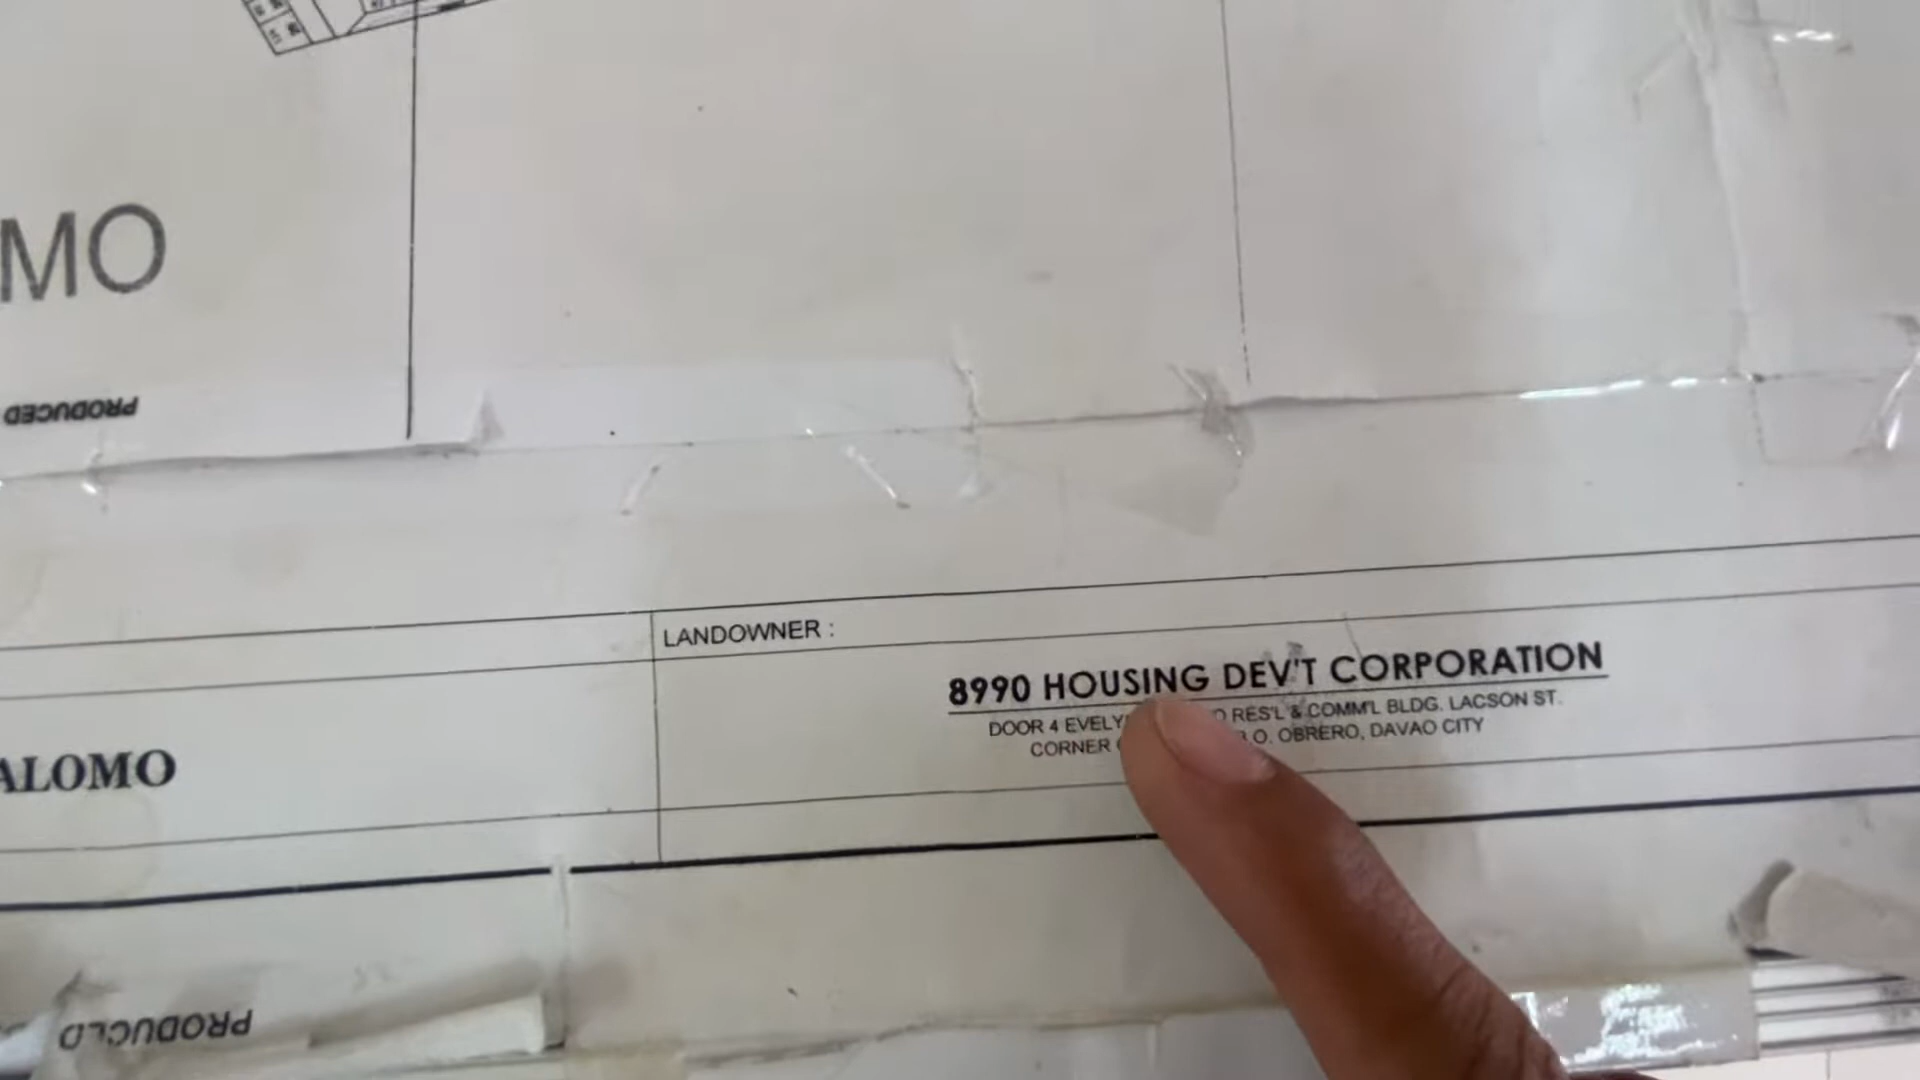 MO
PRODUCED
LANDOWNER :
8990 HOUSING DEV'T CORPORATION
DOOR 4 RES'L & COMM'L BLDG. LACSON ST.
CORNER OBRERO, DAVAO CITY
ALOMO
PRODUCED